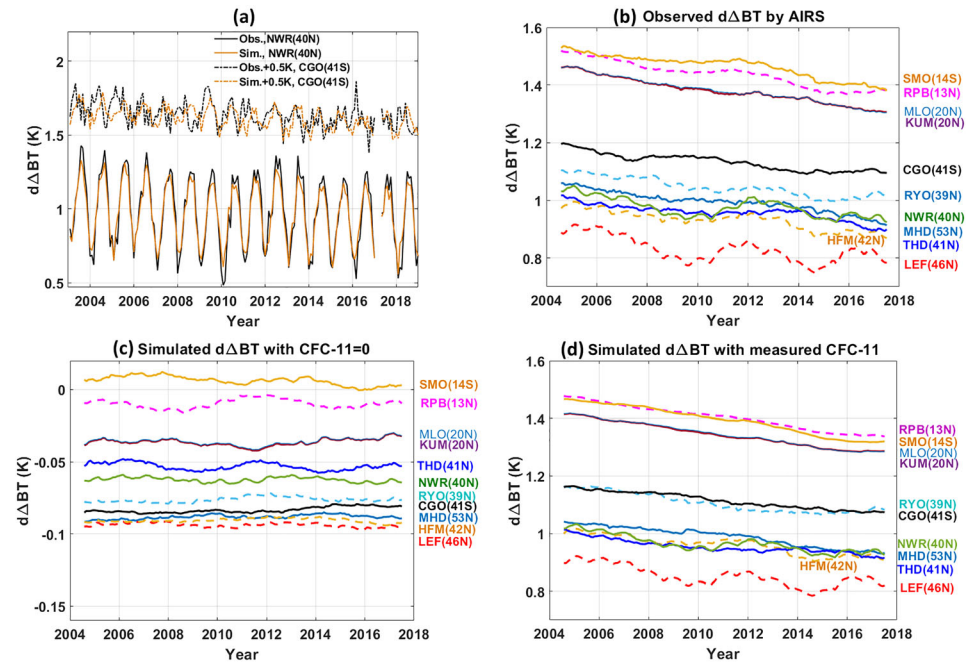 (a)
Obs., NWR(40N)
Sim., NWR(40N)
Obs.+0.5K, CGO(41S)
Sim.+0.5K, CGO(41S)
2
1.5
1
0.5
d△BT (K)
2004 2006 2008 2010 2012 2014 2016 2018
Year
(b) Observed d△BT by AIRS
1.6
1.4
1.2
1
0.8
d△BT (K)
SMO(14S)
RPB(13N)
MLO(20N)
KUM(20N)
CGO(41S)
RYO(39N)
NWR(40N)
MHD(53N)
HFM(42N)
THD(41N)
LEF(46N)
2004 2006 2008 2010 2012 2014 2016 2018
Year
(c) Simulated d△BT with CFC-11=0
0
-0.05
-0.1
-0.15
d△BT (K)
SMO(14S)
RPB(13N)
MLO(20N)
KUM(20N)
THD(41N)
NWR(40N)
RYO(39N)
CGO(41S)
MHD(53N)
HFM(42N)
LEF(46N)
2004 2006 2008 2010 2012 2014 2016 2018
Year
(d) Simulated d△BT with measured CFC-11
1.6
1.4
1.2
1
0.8
d△BT (K)
RPB(13N)
SMO(14S)
MLO(20N)
KUM(20N)
RYO(39N)
CGO(41S)
NWR(40N)
MHD(53N)
HFM(42N)
THD(41N)
LEF(46N)
2004 2006 2008 2010 2012 2014 2016 2018
Year